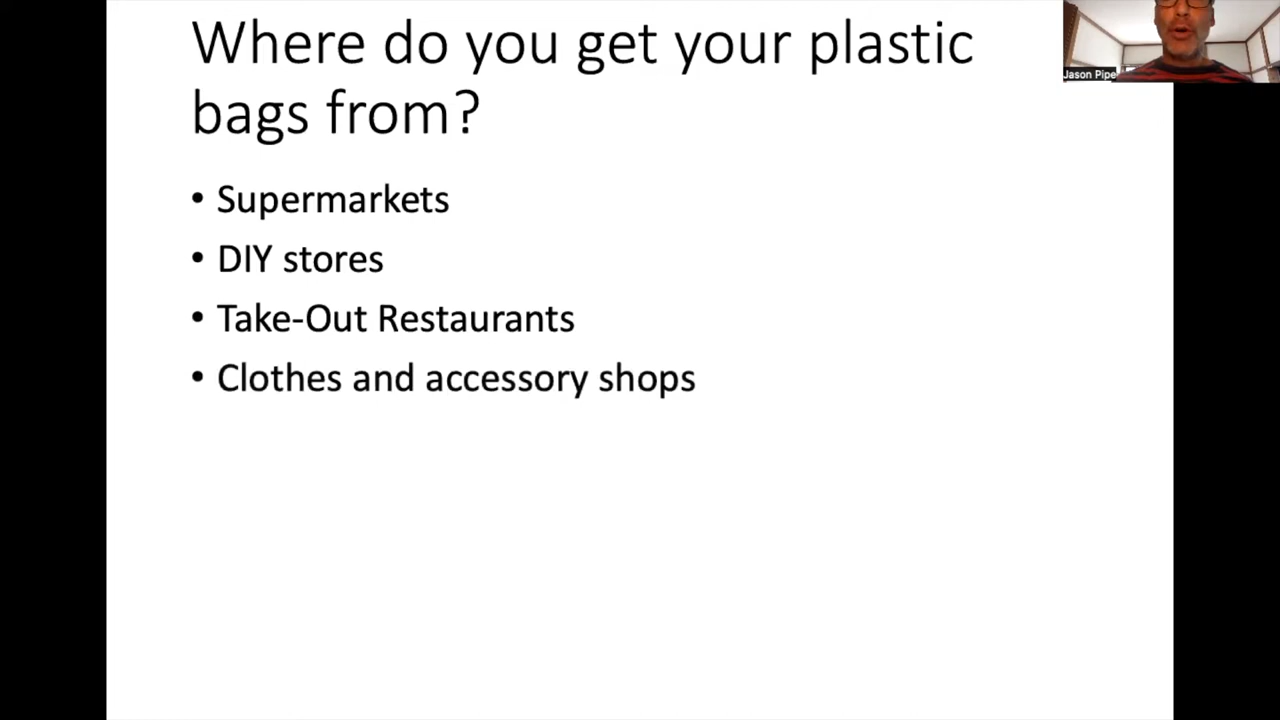 Where do you get your plastic
bags from?
• Supermarkets
• DIY stores
• Take-Out Restaurants
• Clothes and accessory shops
Jason Pipe